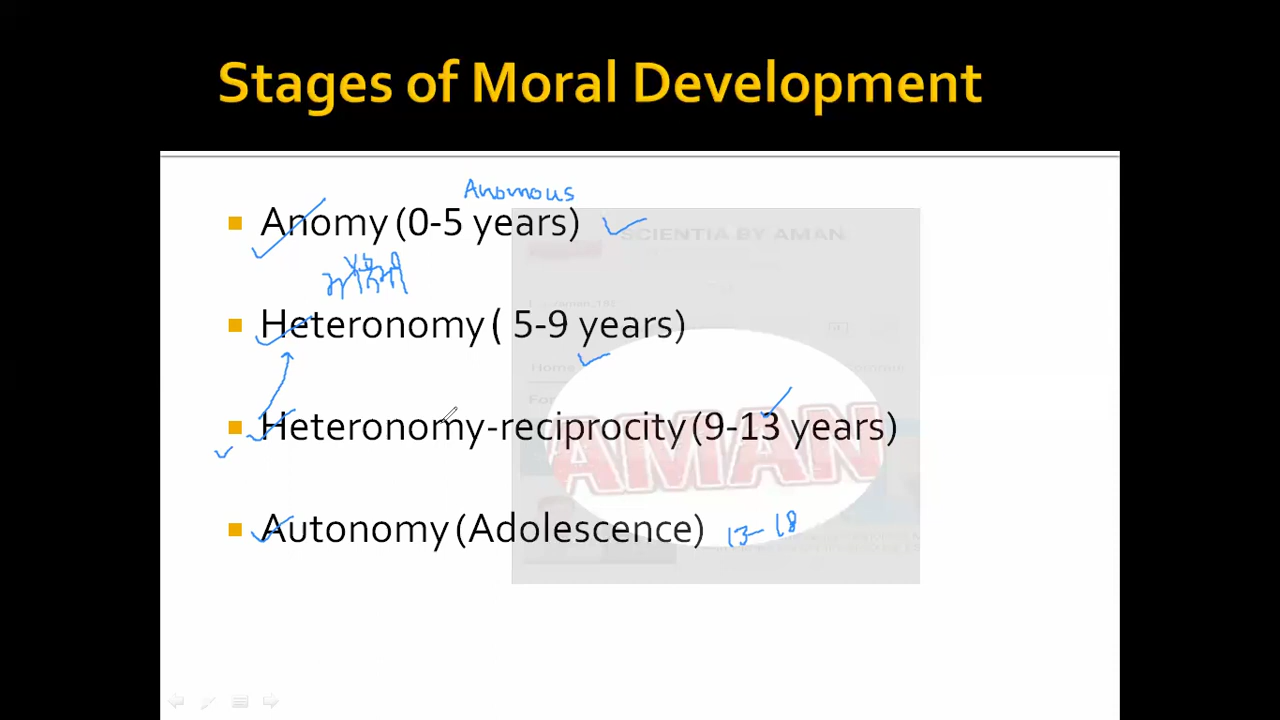 Stages of Moral Development
Anomous
Anomy (0-5 years)
SCIENTIA BY AMAN
Heteronomy ( 5-9 years)
Heteronomy-reciprocity (9-13 years)
AMAN
Autonomy (Adolescence) 13-18